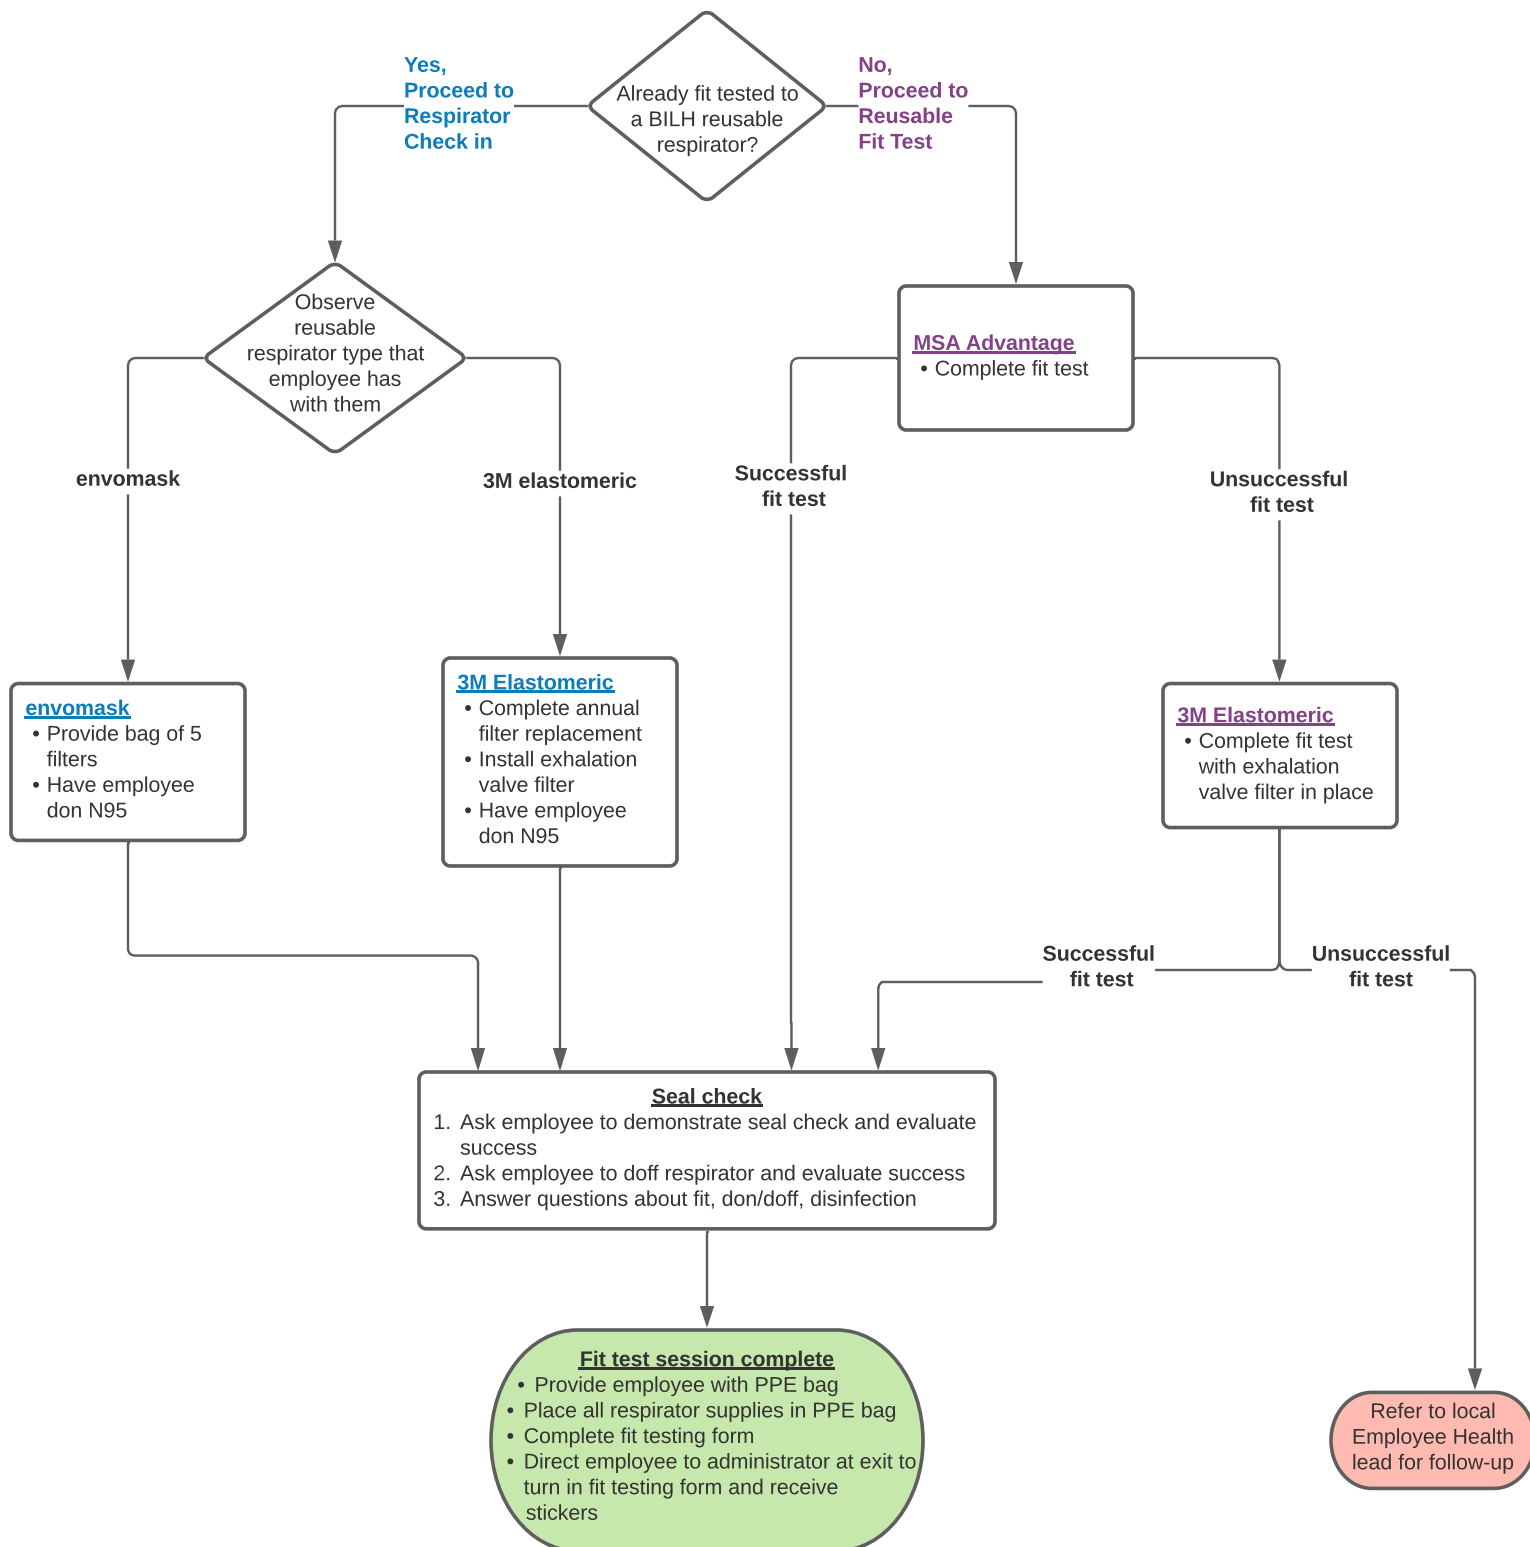 Yes,
Proceed to
Respirator
Check in
Already fit tested to
a BILH reusable
respirator?
No,
Proceed to
Reusable
Fit Test
Observe
reusable
respirator type that
employee has
with them
MSA Advantage
• Complete fit test
envomask
3M elastomeric
Successful
fit test
Unsuccessful
fit test
envomask
• Provide bag of 5
filters
• Have employee
don N95
3M Elastomeric
• Complete annual
filter replacement
• Install exhalation
valve filter
• Have employee
don N95
3M Elastomeric
• Complete fit test
with exhalation
valve filter in place
Successful
fit test
Unsuccessful
fit test
Seal check
1. Ask employee to demonstrate seal check and evaluate
success
2. Ask employee to doff respirator and evaluate success
3. Answer questions about fit, don/doff, disinfection
Fit test session complete
• Provide employee with PPE bag
• Place all respirator supplies in PPE bag
• Complete fit testing form
• Direct employee to administrator at exit to
turn in fit testing form and receive
stickers
Refer to local
Employee Health
lead for follow-up